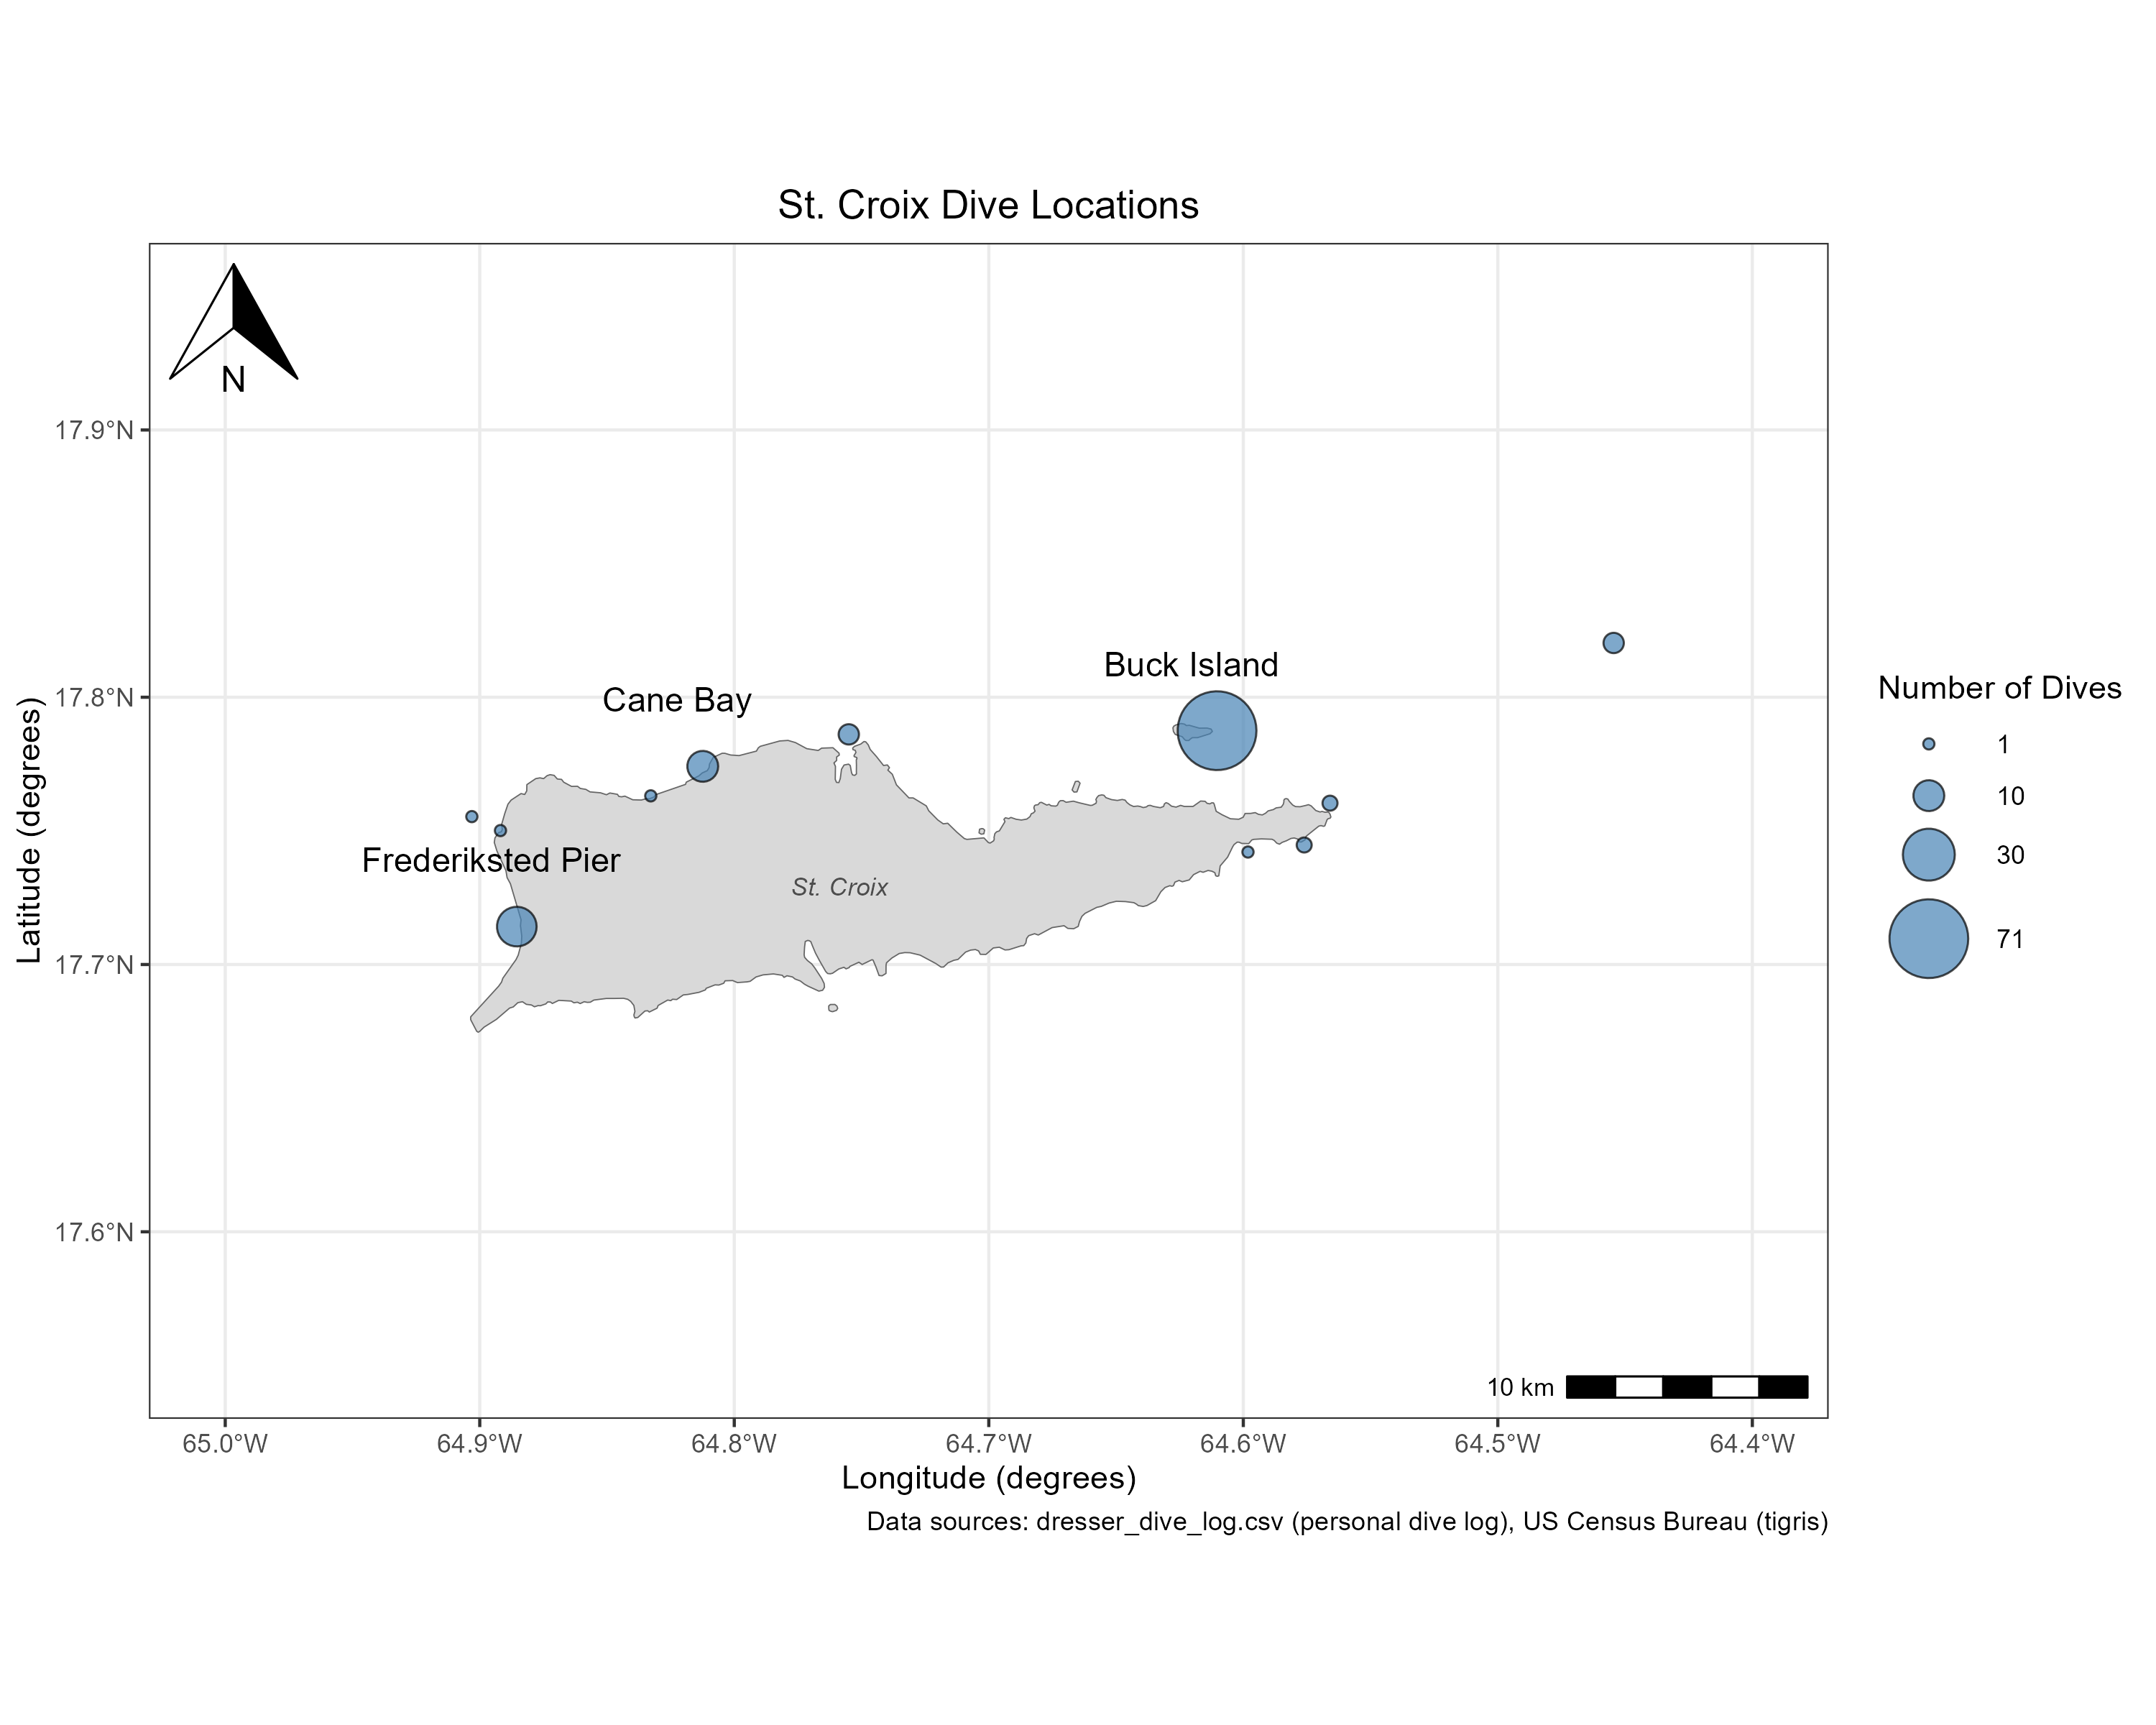 St. Croix Dive Locations
N
17.9°N
17.8°N
17.7°N
17.6°N
Latitude (degrees)
Buck Island
Cane Bay
Frederiksted Pier
St. Croix
10 km
65.0°W
64.9°W
64.8°W
64.7°W
64.6°W
64.5°W
64.4°W
Longitude (degrees)
Data sources: dresser_dive_log.csv (personal dive log), US Census Bureau (tigris)
Number of Dives
1
10
30
71